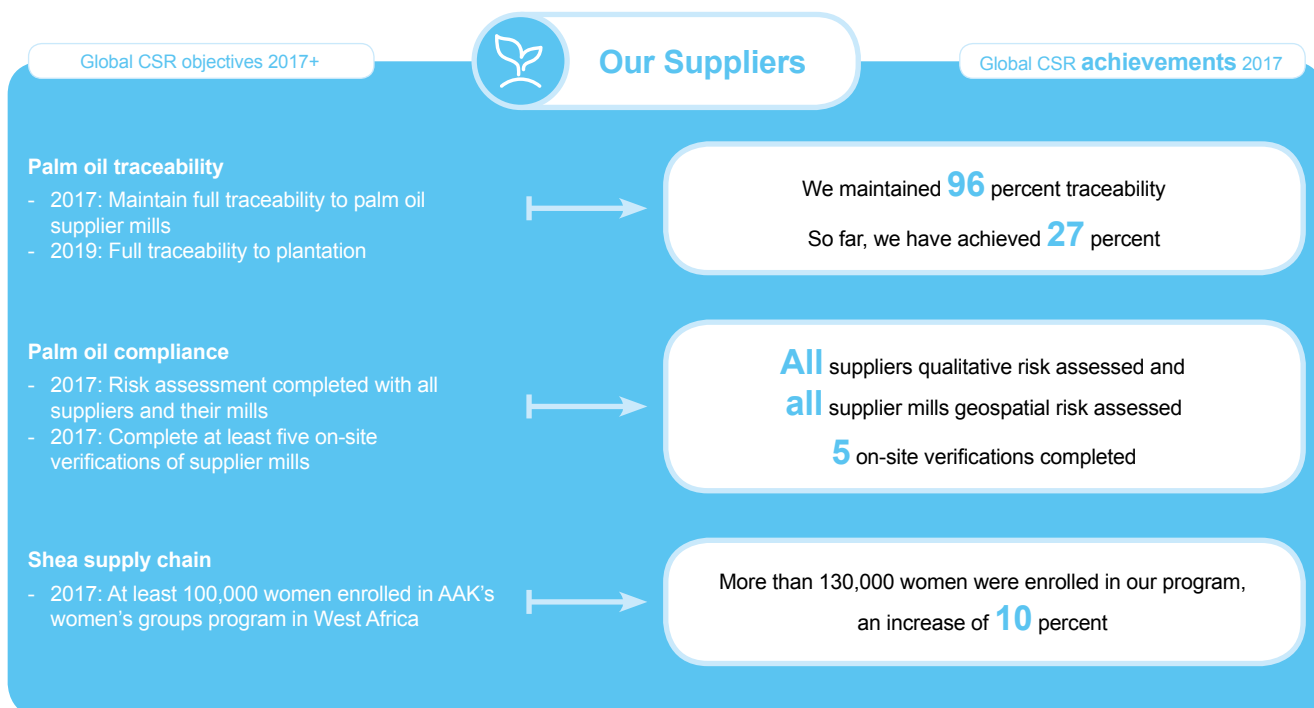 Global CSR objectives 2017+
Our Suppliers
Global CSR achievements 2017
Palm oil traceability
- 2017: Maintain full traceability to palm oil
supplier mills
- 2019: Full traceability to plantation
We maintained 96 percent traceability
So far, we have achieved 27 percent
Palm oil compliance
- 2017: Risk assessment completed with all
suppliers and their mills
- 2017: Complete at least five on-site
verifications of supplier mills
All suppliers qualitative risk assessed and
all supplier mills geospatial risk assessed
5 on-site verifications completed
Shea supply chain
- 2017: At least 100,000 women enrolled in AAK’s
women’s groups program in West Africa
More than 130,000 women were enrolled in our program,
an increase of 10 percent